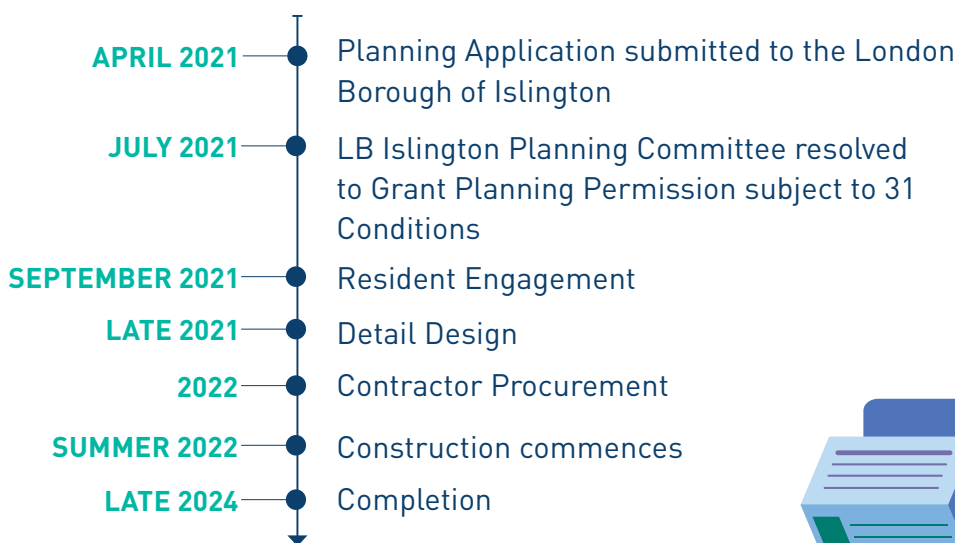 APRIL 2021
Planning Application submitted to the London
Borough of Islington
JULY 2021
LB Islington Planning Committee resolved
to Grant Planning Permission subject to 31
Conditions
SEPTEMBER 2021
Resident Engagement
LATE 2021
Detail Design
2022
Contractor Procurement
SUMMER 2022
Construction commences
LATE 2024
Completion